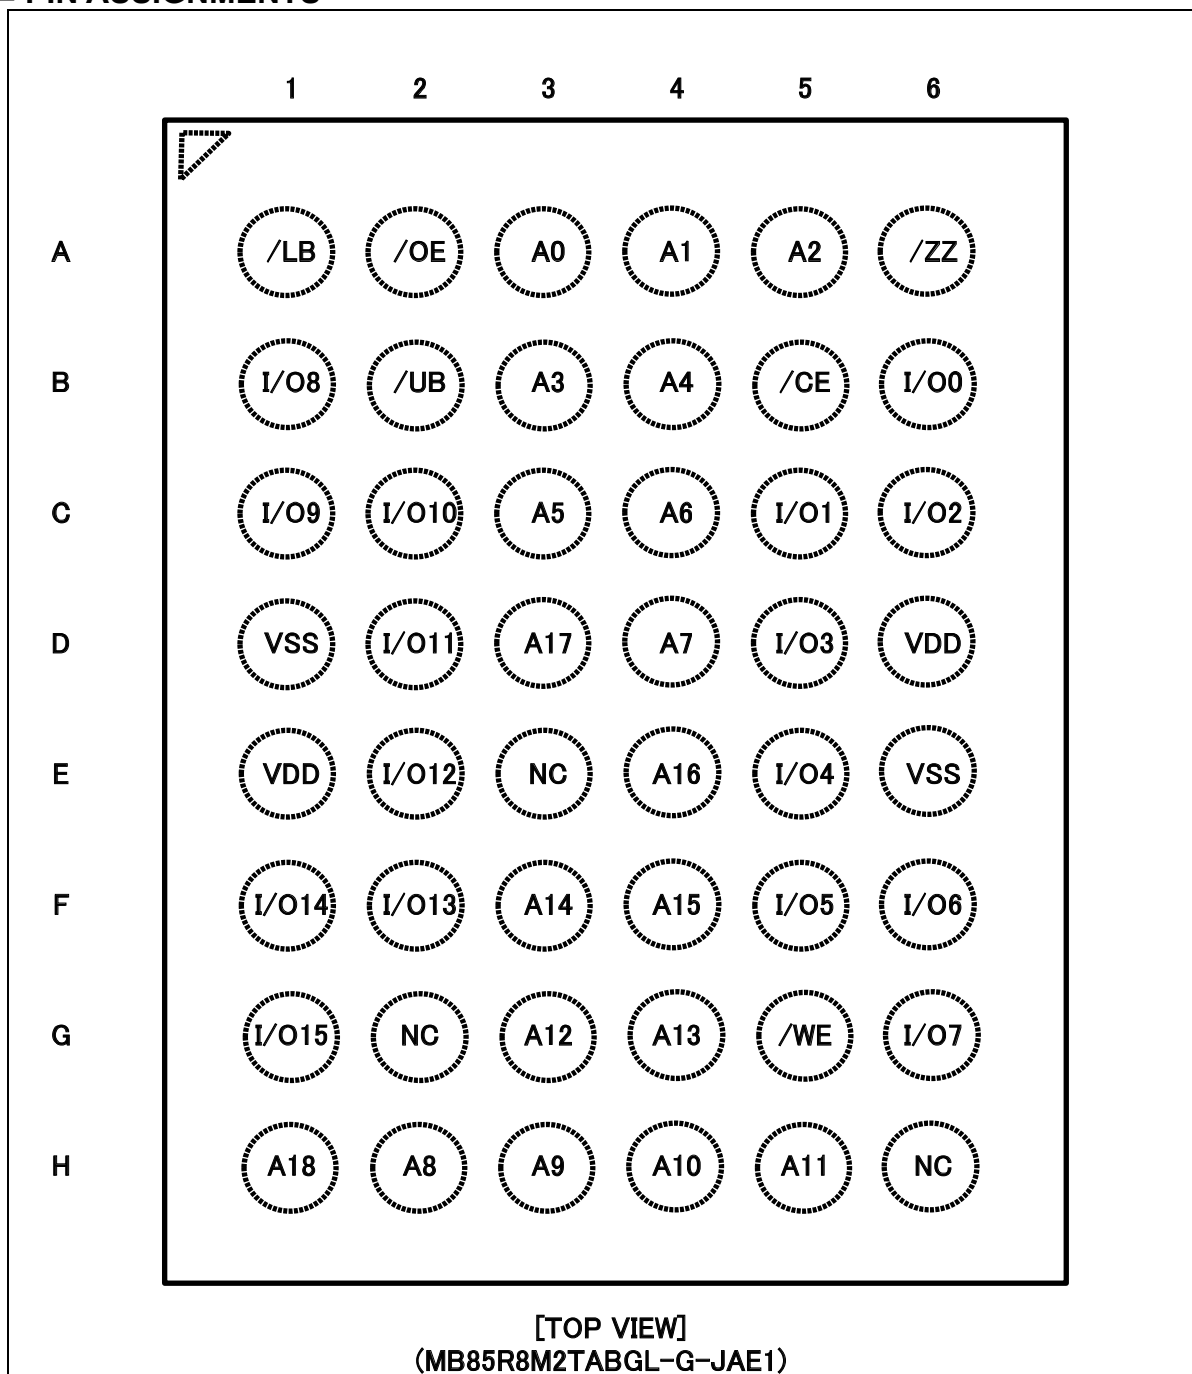 PIN ASSIGNMENTS
1 2 3 4 5 6
A /LB /OE A0 A1 A2 /ZZ
B I/O8 /UB A3 A4 /CE I/O0
C I/O9 I/O10 A5 A6 I/O1 I/O2
D VSS I/O11 A17 A7 I/O3 VDD
E VDD I/O12 NC A16 I/O4 VSS
F I/O14 I/O13 A14 A15 I/O5 I/O6
G I/O15 NC A12 A13 /WE I/O7
H A18 A8 A9 A10 A11 NC
[TOP VIEW]
(MB85R8M2TABGL-G-JAE1)